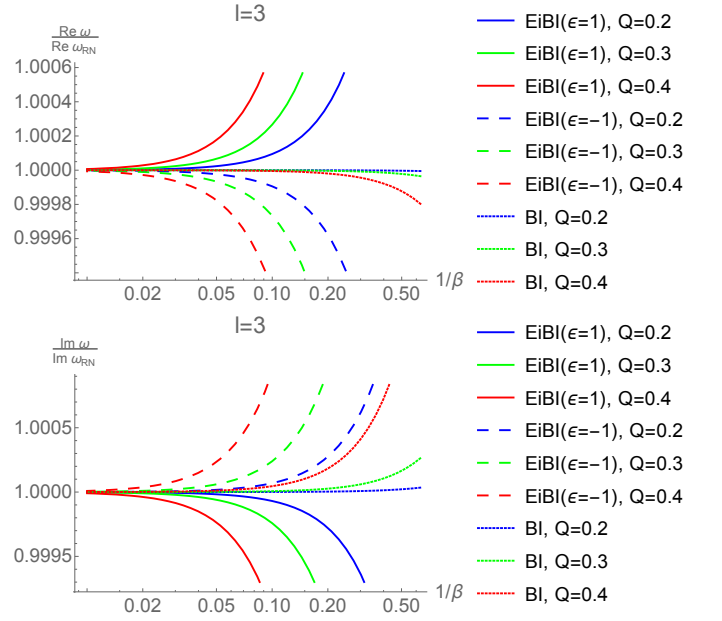 l=3
Re ω
Re ωRN
1.0006
1.0004
1.0002
1.0000
0.9998
0.9996
0.02 0.05 0.10 0.20 0.50
1/β
EiBI(ϵ=1), Q=0.2
EiBI(ϵ=1), Q=0.3
EiBI(ϵ=1), Q=0.4
EiBI(ϵ=-1), Q=0.2
EiBI(ϵ=-1), Q=0.3
EiBI(ϵ=-1), Q=0.4
BI, Q=0.2
BI, Q=0.3
BI, Q=0.4
l=3
Im ω
Im ωRN
1.0005
1.0000
0.9995
0.02 0.05 0.10 0.20 0.50
1/β
EiBI(ϵ=1), Q=0.2
EiBI(ϵ=1), Q=0.3
EiBI(ϵ=1), Q=0.4
EiBI(ϵ=-1), Q=0.2
EiBI(ϵ=-1), Q=0.3
EiBI(ϵ=-1), Q=0.4
BI, Q=0.2
BI, Q=0.3
BI, Q=0.4